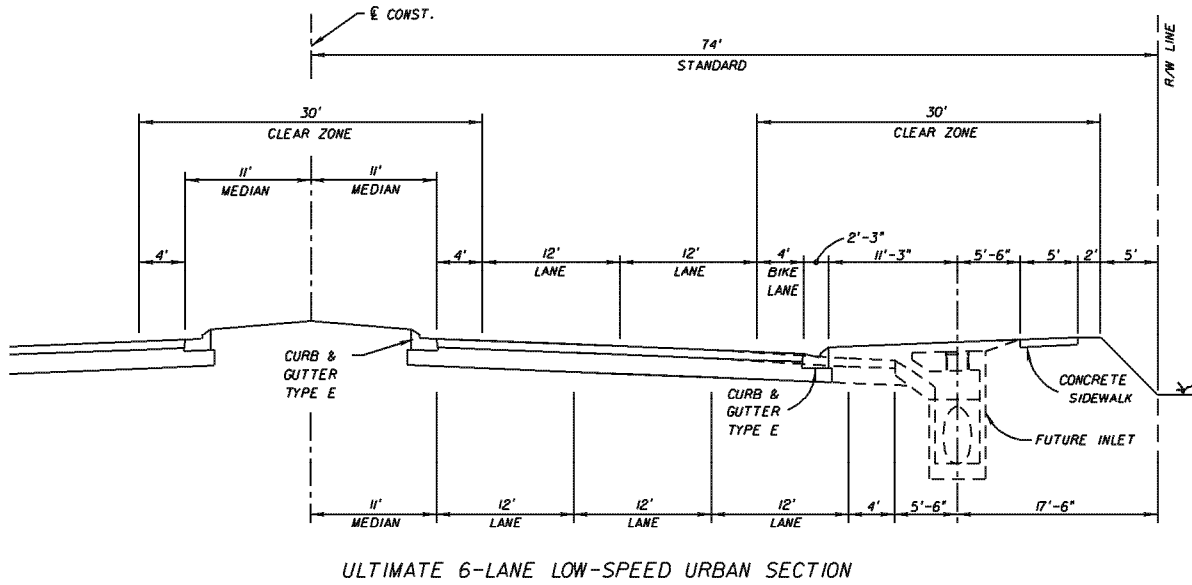 ℄ CONST.
74'
STANDARD
R/W LINE
30'
CLEAR ZONE
30'
CLEAR ZONE
11'
MEDIAN
11'
MEDIAN
4'
4'
12'
LANE
12'
LANE
4'
BIKE
LANE
2'-3"
11'-3"
5'-6"
5'
2'
5'
CURB &
GUTTER
TYPE E
CURB &
GUTTER
TYPE E
CONCRETE
SIDEWALK
FUTURE INLET
11'
MEDIAN
12'
LANE
12'
LANE
12'
LANE
4'
5'-6"
17'-6"
ULTIMATE 6-LANE LOW-SPEED URBAN SECTION